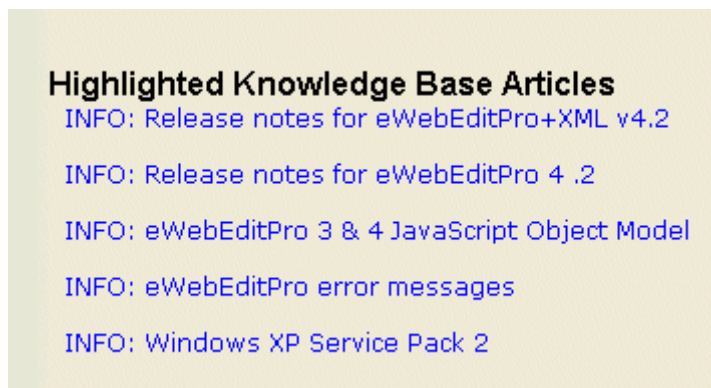 Highlighted Knowledge Base Articles
INFO: Release notes for eWebEditPro+XML v4.2
INFO: Release notes for eWebEditPro 4 .2
INFO: eWebEditPro 3 & 4 JavaScript Object Model
INFO: eWebEditPro error messages
INFO: Windows XP Service Pack 2